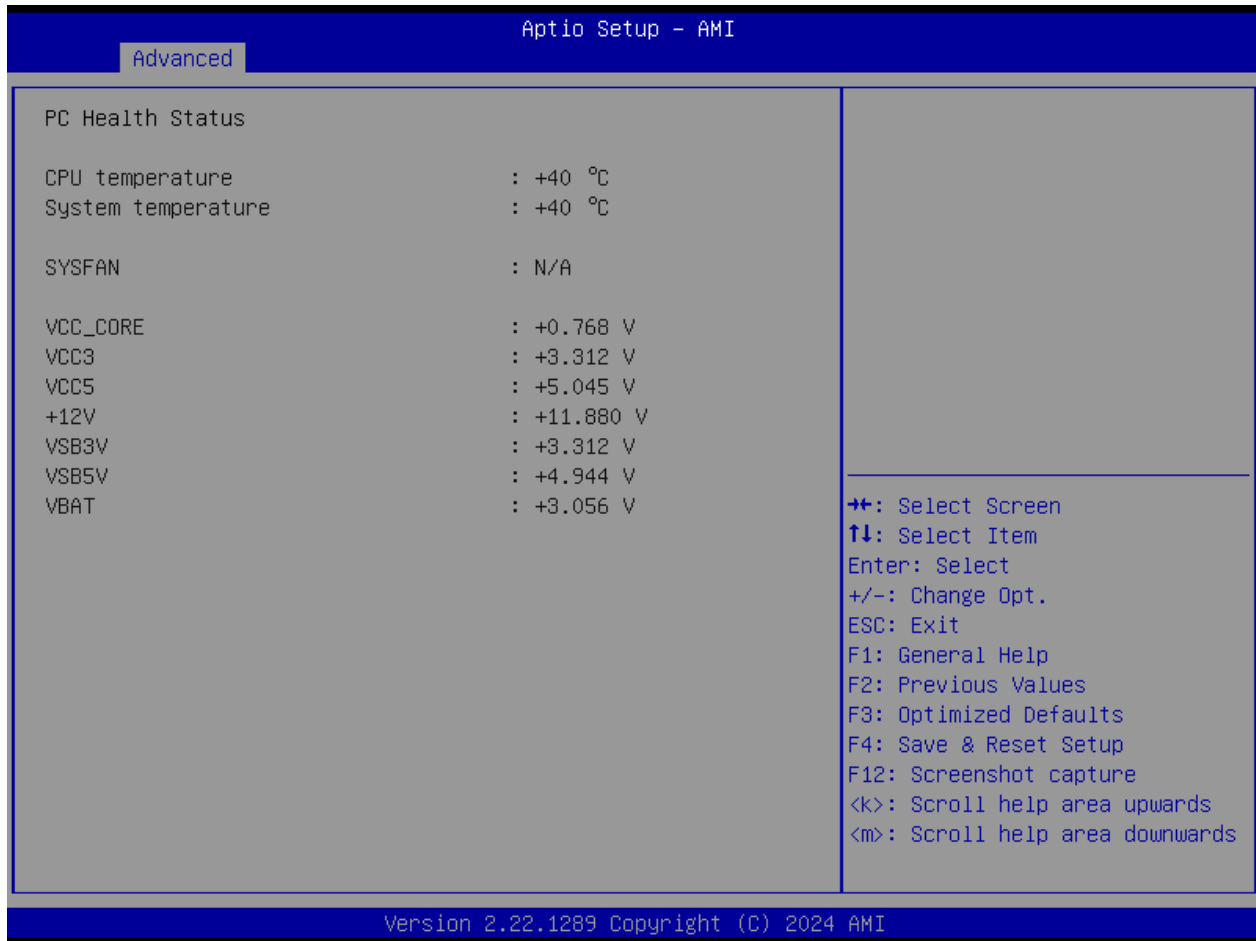 Aptio Setup – AMI
Advanced
PC Health Status
CPU temperature : +40 °C
System temperature : +40 °C
SYSFAN : N/A
VCC_CORE : +0.768 V
VCC3 : +3.312 V
VCC5 : +5.045 V
+12V : +11.880 V
VSB3V : +3.312 V
VSB5V : +4.944 V
VBAT : +3.056 V
→←: Select Screen
↑↓: Select Item
Enter: Select
+/-: Change Opt.
ESC: Exit
F1: General Help
F2: Previous Values
F3: Optimized Defaults
F4: Save & Reset Setup
F12: Screenshot capture
<k>: Scroll help area upwards
<m>: Scroll help area downwards
Version 2.22.1289 Copyright (C) 2024 AMI